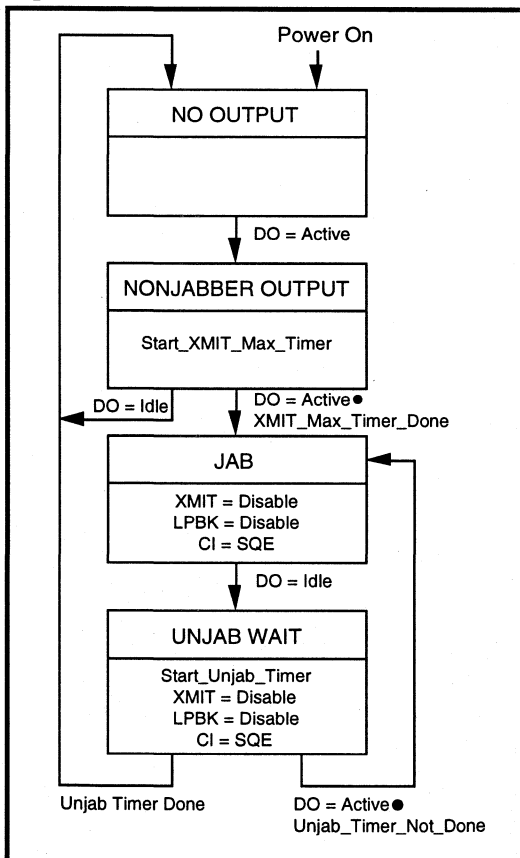 Power On
NO OUTPUT
DO = Active
NONJABBER OUTPUT
Start_XMIT_Max_Timer
DO = Idle
DO = Active●
XMIT_Max_Timer_Done
JAB
XMIT = Disable
LPBK = Disable
CI = SQE
DO = Idle
UNJAB WAIT
Start_Unjab_Timer
XMIT = Disable
LPBK = Disable
CI = SQE
Unjab Timer Done
DO = Active●
Unjab_Timer_Not_Done